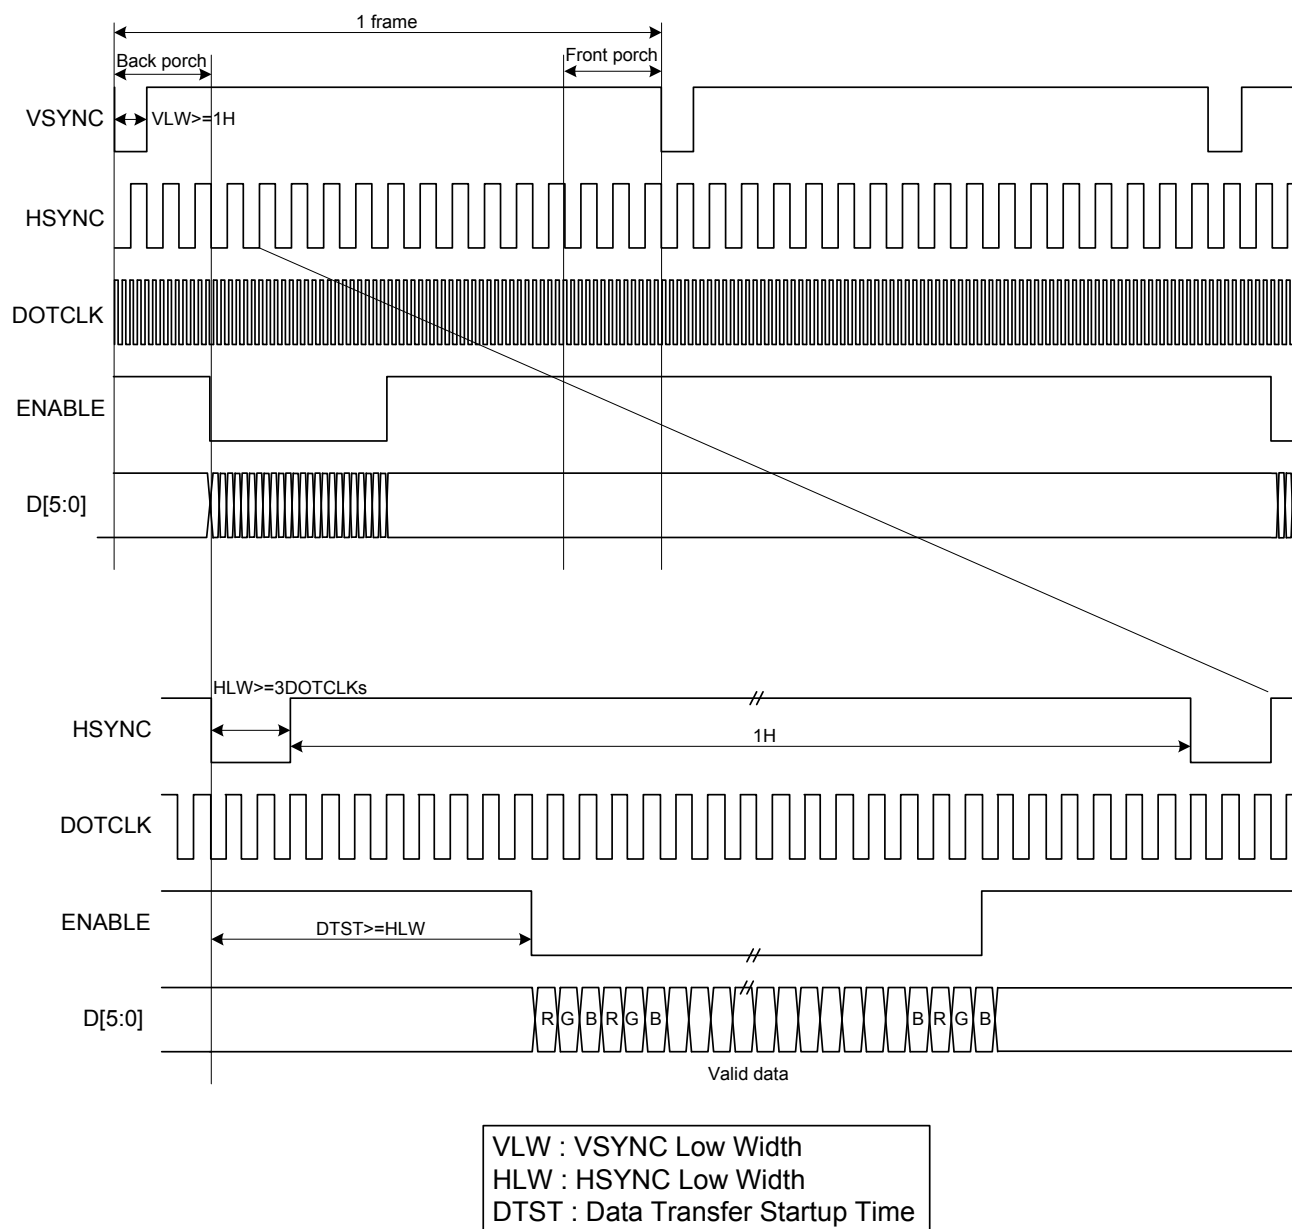 1 frame
Back porch
Front porch
VSYNC
VLW>=1H
HSYNC
DOTCLK
ENABLE
D[5:0]
HLW>=3DOTCLKs
HSYNC
1H
DOTCLK
ENABLE
DTST>=HLW
D[5:0]
R G B R G B B R G B
Valid data
VLW : VSYNC Low Width
HLW : HSYNC Low Width
DTST : Data Transfer Startup Time